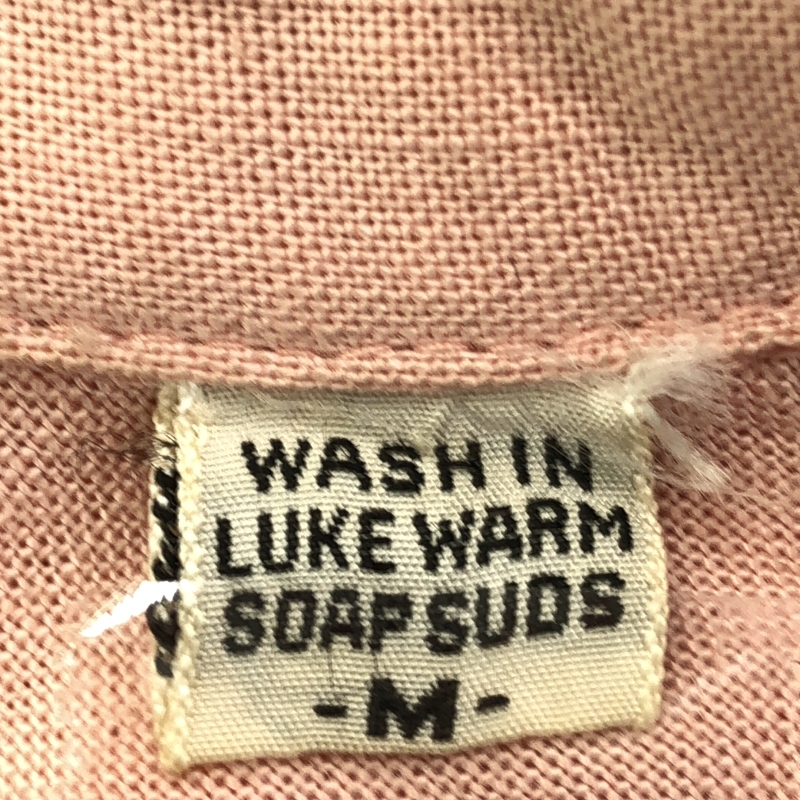 WASH IN
LUKE WARM
SOAP SUDS
-M-